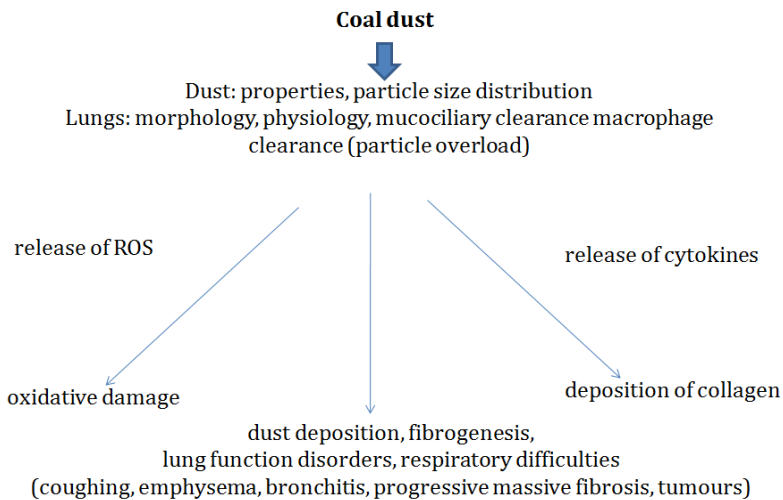 Coal dust
Dust: properties, particle size distribution
Lungs: morphology, physiology, mucociliary clearance macrophage
clearance (particle overload)
release of ROS
release of cytokines
oxidative damage
deposition of collagen
dust deposition, fibrogenesis,
lung function disorders, respiratory difficulties
(coughing, emphysema, bronchitis, progressive massive fibrosis, tumours)